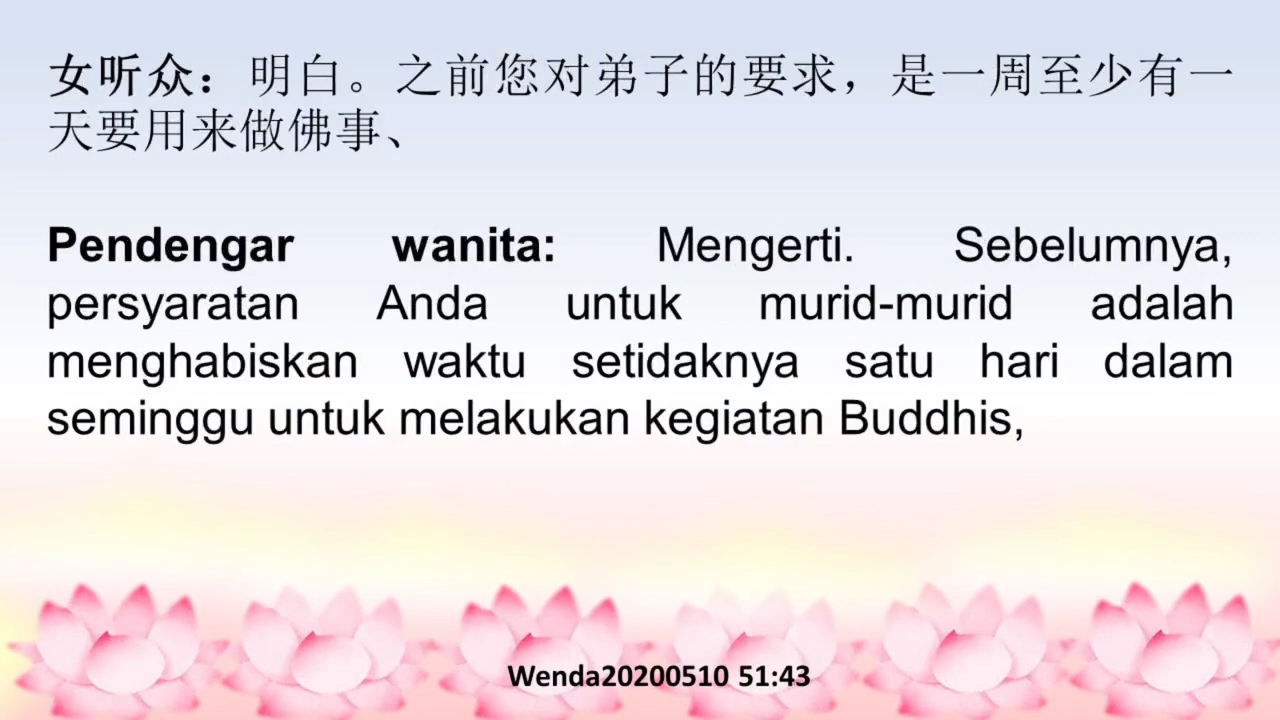 女听众：明白。之前您对弟子的要求，是一周至少有一
天要用来做佛事、
Pendengar wanita: Mengerti. Sebelumnya,
persyaratan Anda untuk murid-murid adalah
menghabiskan waktu setidaknya satu hari dalam
seminggu untuk melakukan kegiatan Buddhis,
Wenda20200510 51:43